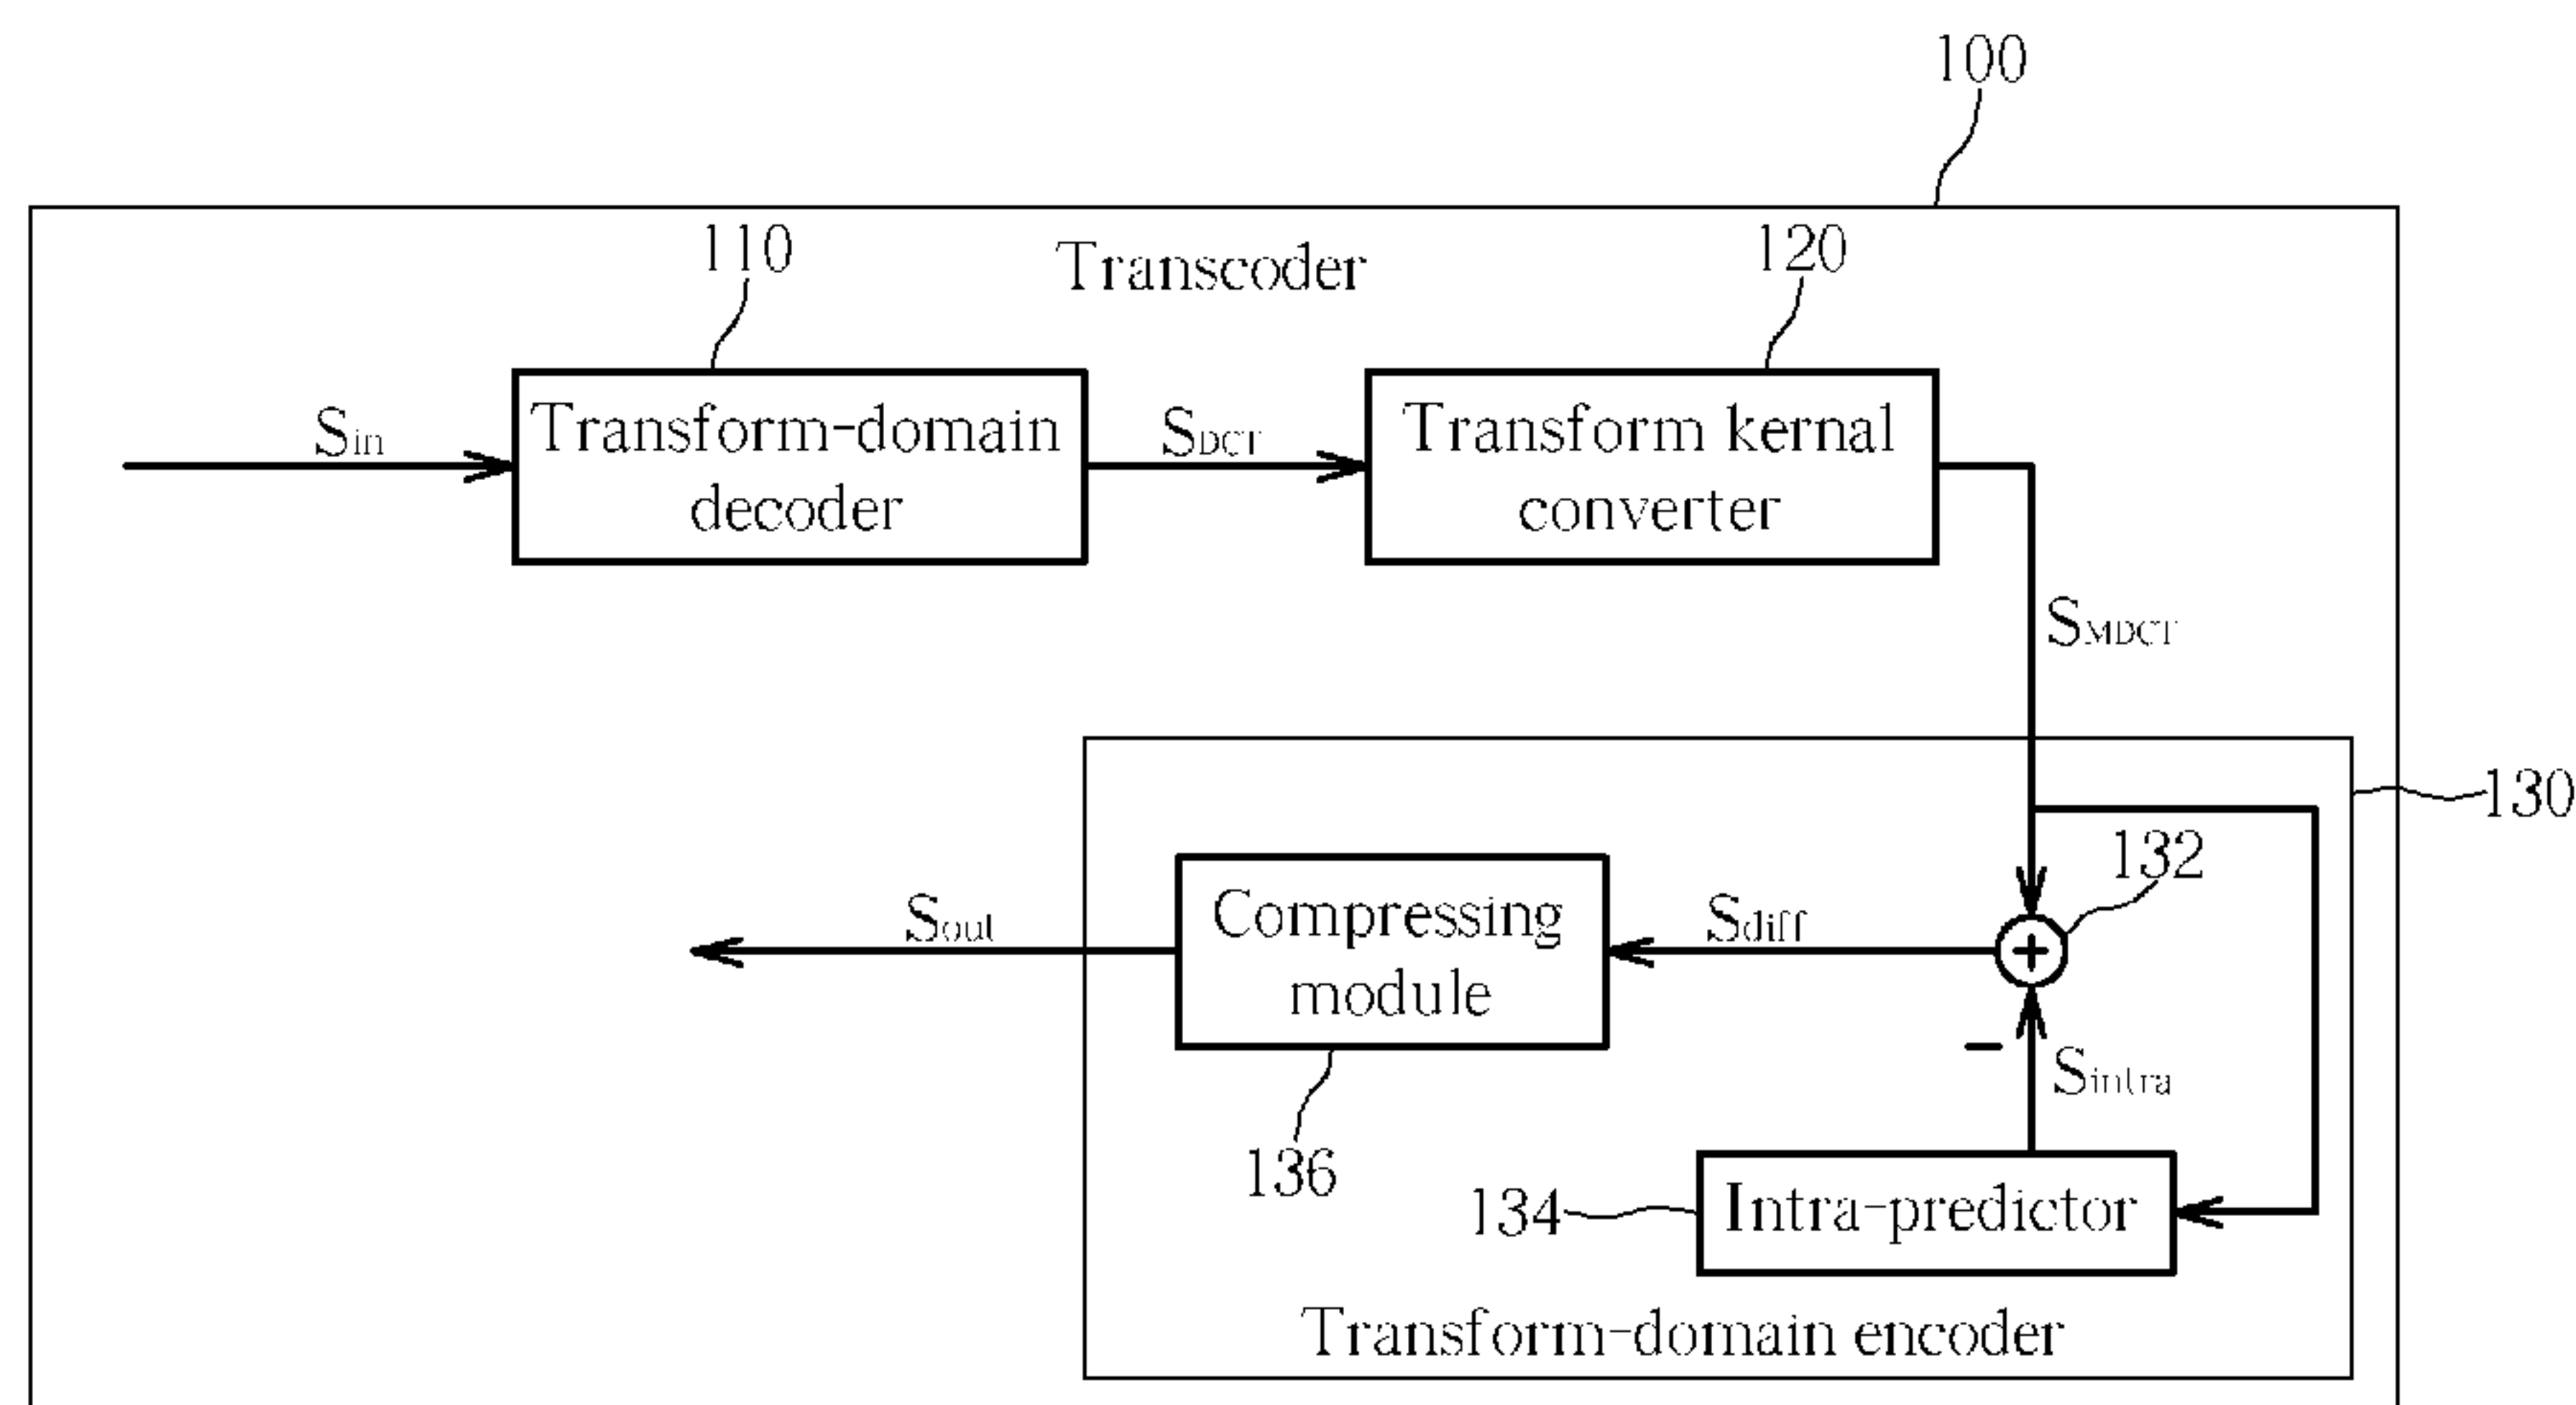 100
Transcoder
110
120
Sin
Transform-domain
decoder
SDCT
Transform kernal
converter
SMDCT
130
132
Sout
Compressing
module
Sdiff
−
Sintra
136
134
Intra-predictor
Transform-domain encoder